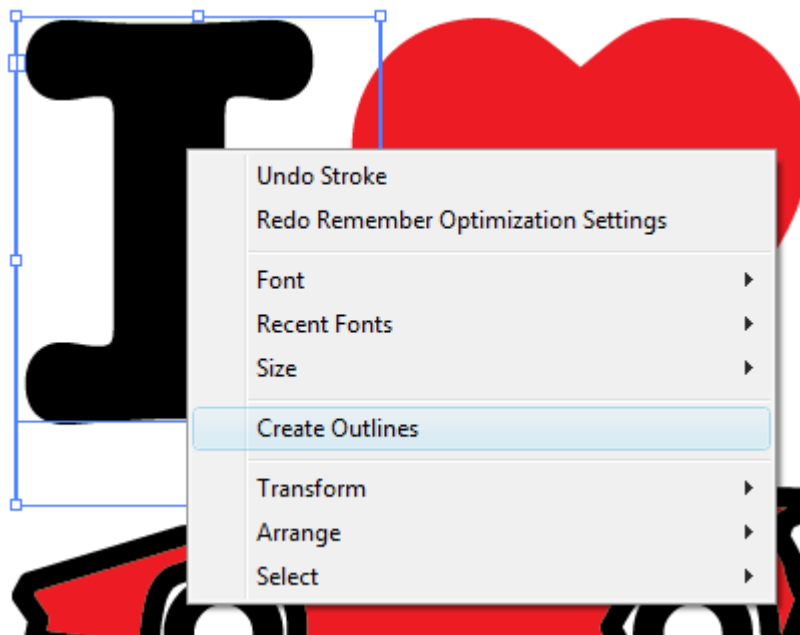 I
Undo Stroke
Redo Remember Optimization Settings
Font
Recent Fonts
Size
Create Outlines
Transform
Arrange
Select